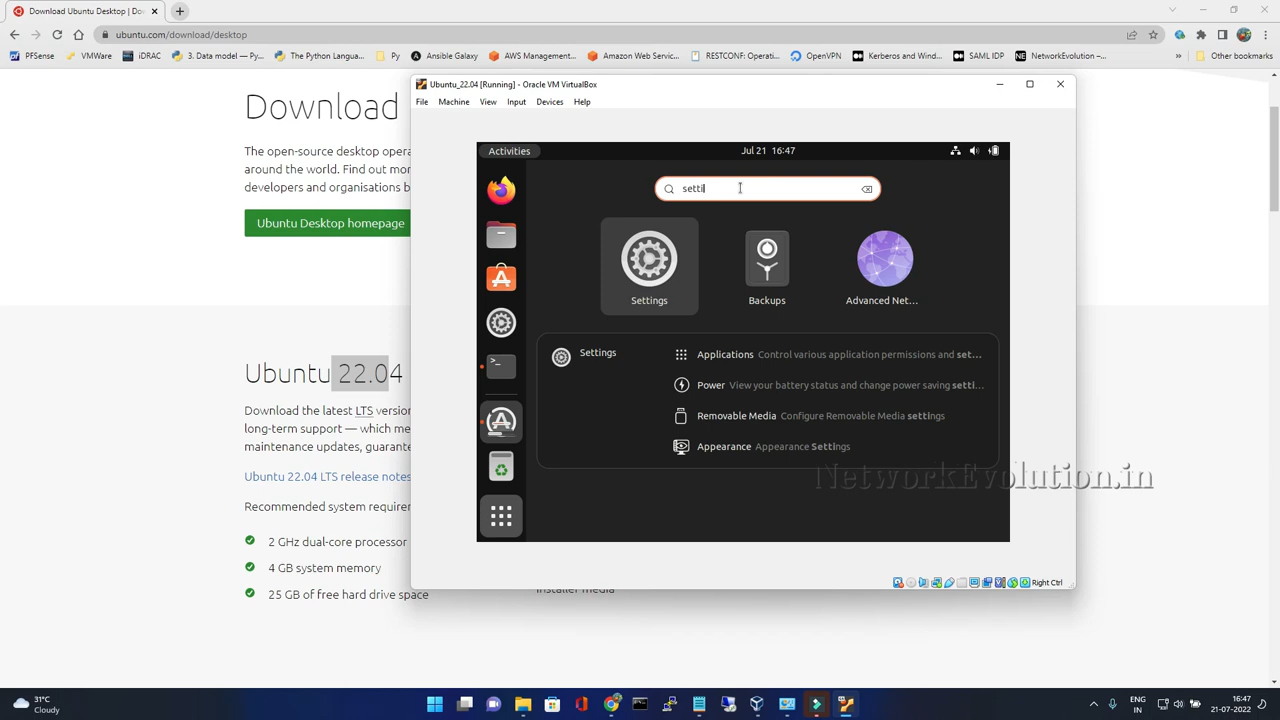 Download Ubuntu Desktop | Dow
ubuntu.com/download/desktop
PFSense
VMWare
iDRAC
3. Data model — Py...
The Python Langua...
Py
Ansible Galaxy
AWS Management...
Amazon Web Servic...
RESTCONF: Operati...
OpenVPN
Kerberos and Wind...
SAML IDP
NE NetworkEvolution –...
»
Other bookmarks
Download
The open-source desktop opera
around the world. Find out mor
developers and organisations b
Ubuntu Desktop homepage
Ubuntu 22.04
Download the latest LTS version
long-term support — which me
maintenance updates, guarante
Ubuntu 22.04 LTS release notes
Recommended system requirem
2 GHz dual-core processor
4 GB system memory
25 GB of free hard drive space
Installer media
Ubuntu_22.04 [Running] - Oracle VM VirtualBox
File Machine View Input Devices Help
Activities
Jul 21 16:47
setti
Settings
Backups
Advanced Net...
Settings
Applications Control various application permissions and set...
Power View your battery status and change power saving setti...
Removable Media Configure Removable Media settings
Appearance Appearance Settings
NetworkEvolution.in
Right Ctrl
31°C
Cloudy
ENG
IN
16:47
21-07-2022